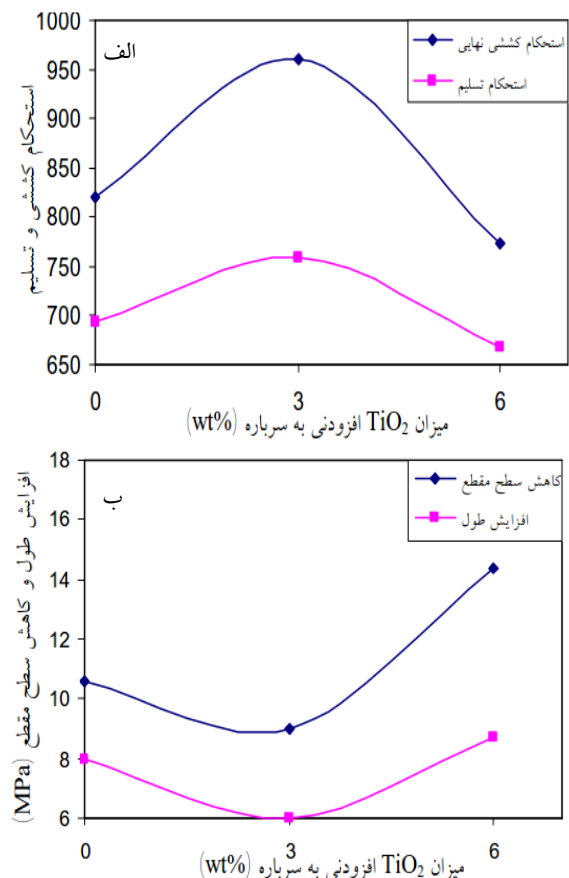 الف
استحکام کششی نهایی
استحکام تسلیم
استحکام کششی و تسلیم
1000
950
900
850
800
750
700
650
0 3 6
میزان TiO2 افزودنی به سرباره (wt%)
ب
کاهش سطح مقطع
افزایش طول
افزایش طول و کاهش سطح مقطع (MPa)
18
16
14
12
10
8
6
0 3 6
میزان TiO2 افزودنی به سرباره (wt%)